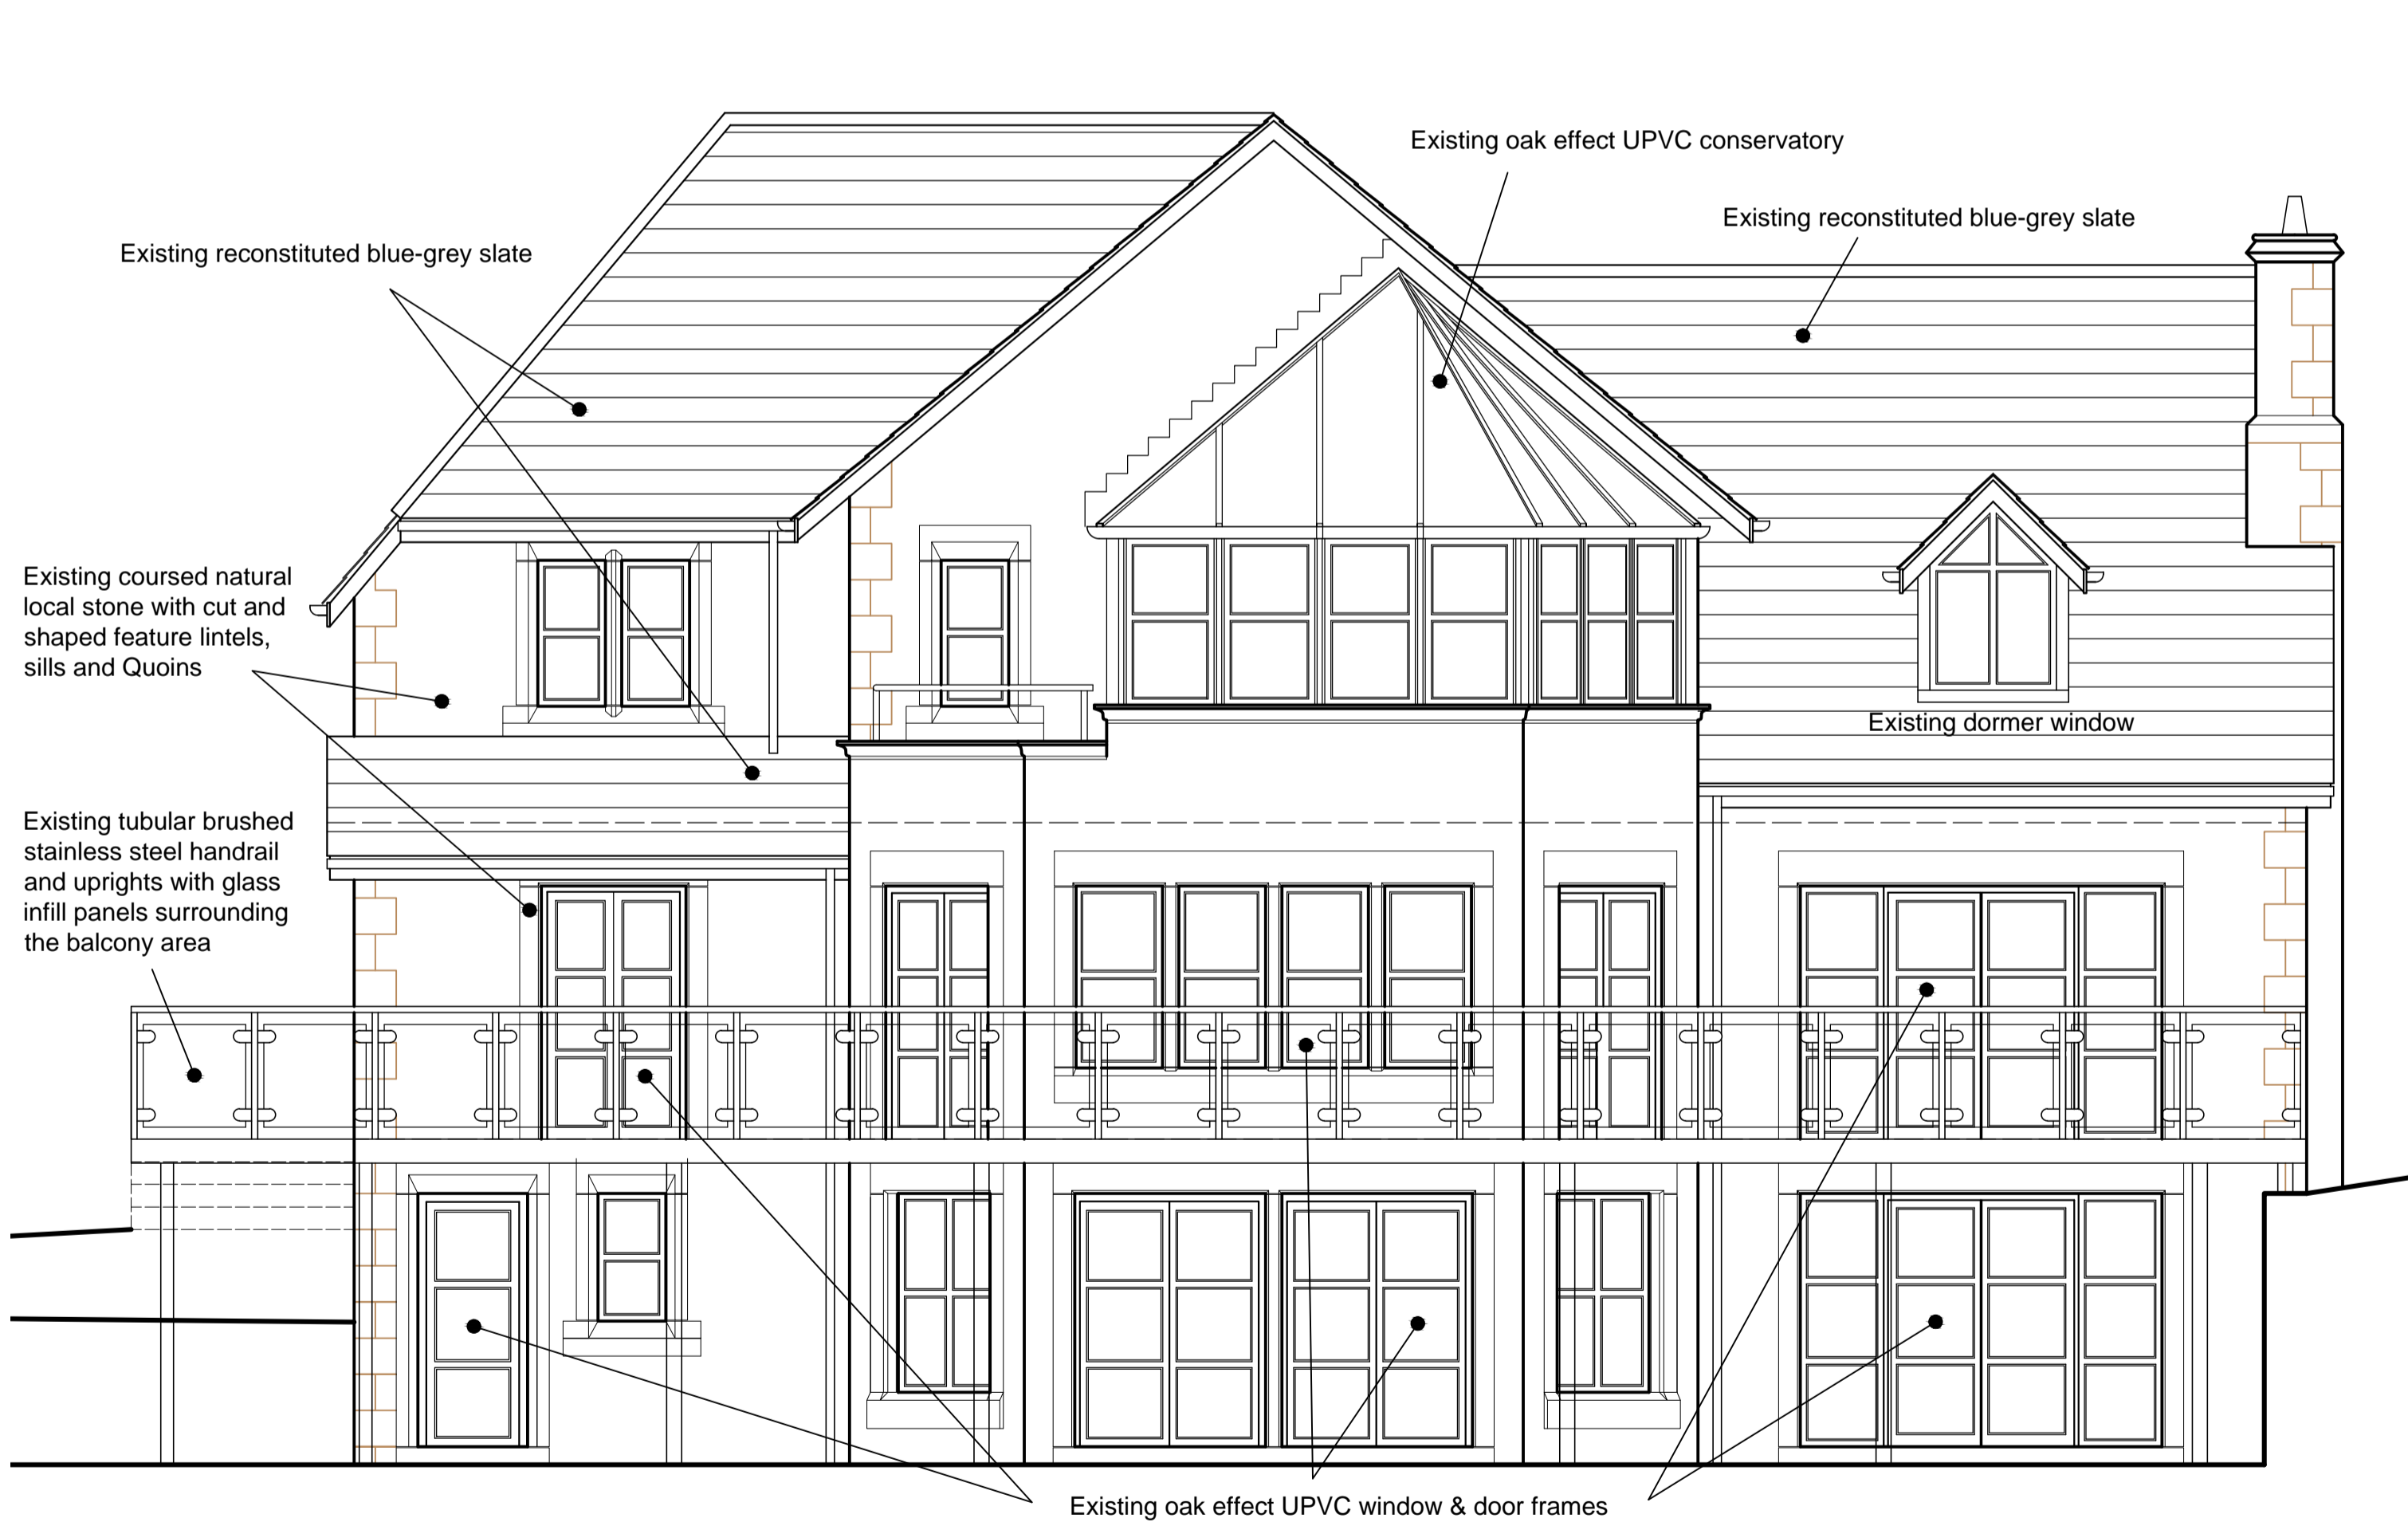 Existing oak effect UPVC conservatory
Existing reconstituted blue-grey slate
Existing reconstituted blue-grey slate
Existing coursed natural
local stone with cut and
shaped feature lintels,
sills and Quoins
Existing dormer window
Existing tubular brushed
stainless steel handrail
and uprights with glass
infill panels surrounding
the balcony area
Existing oak effect UPVC window & door frames